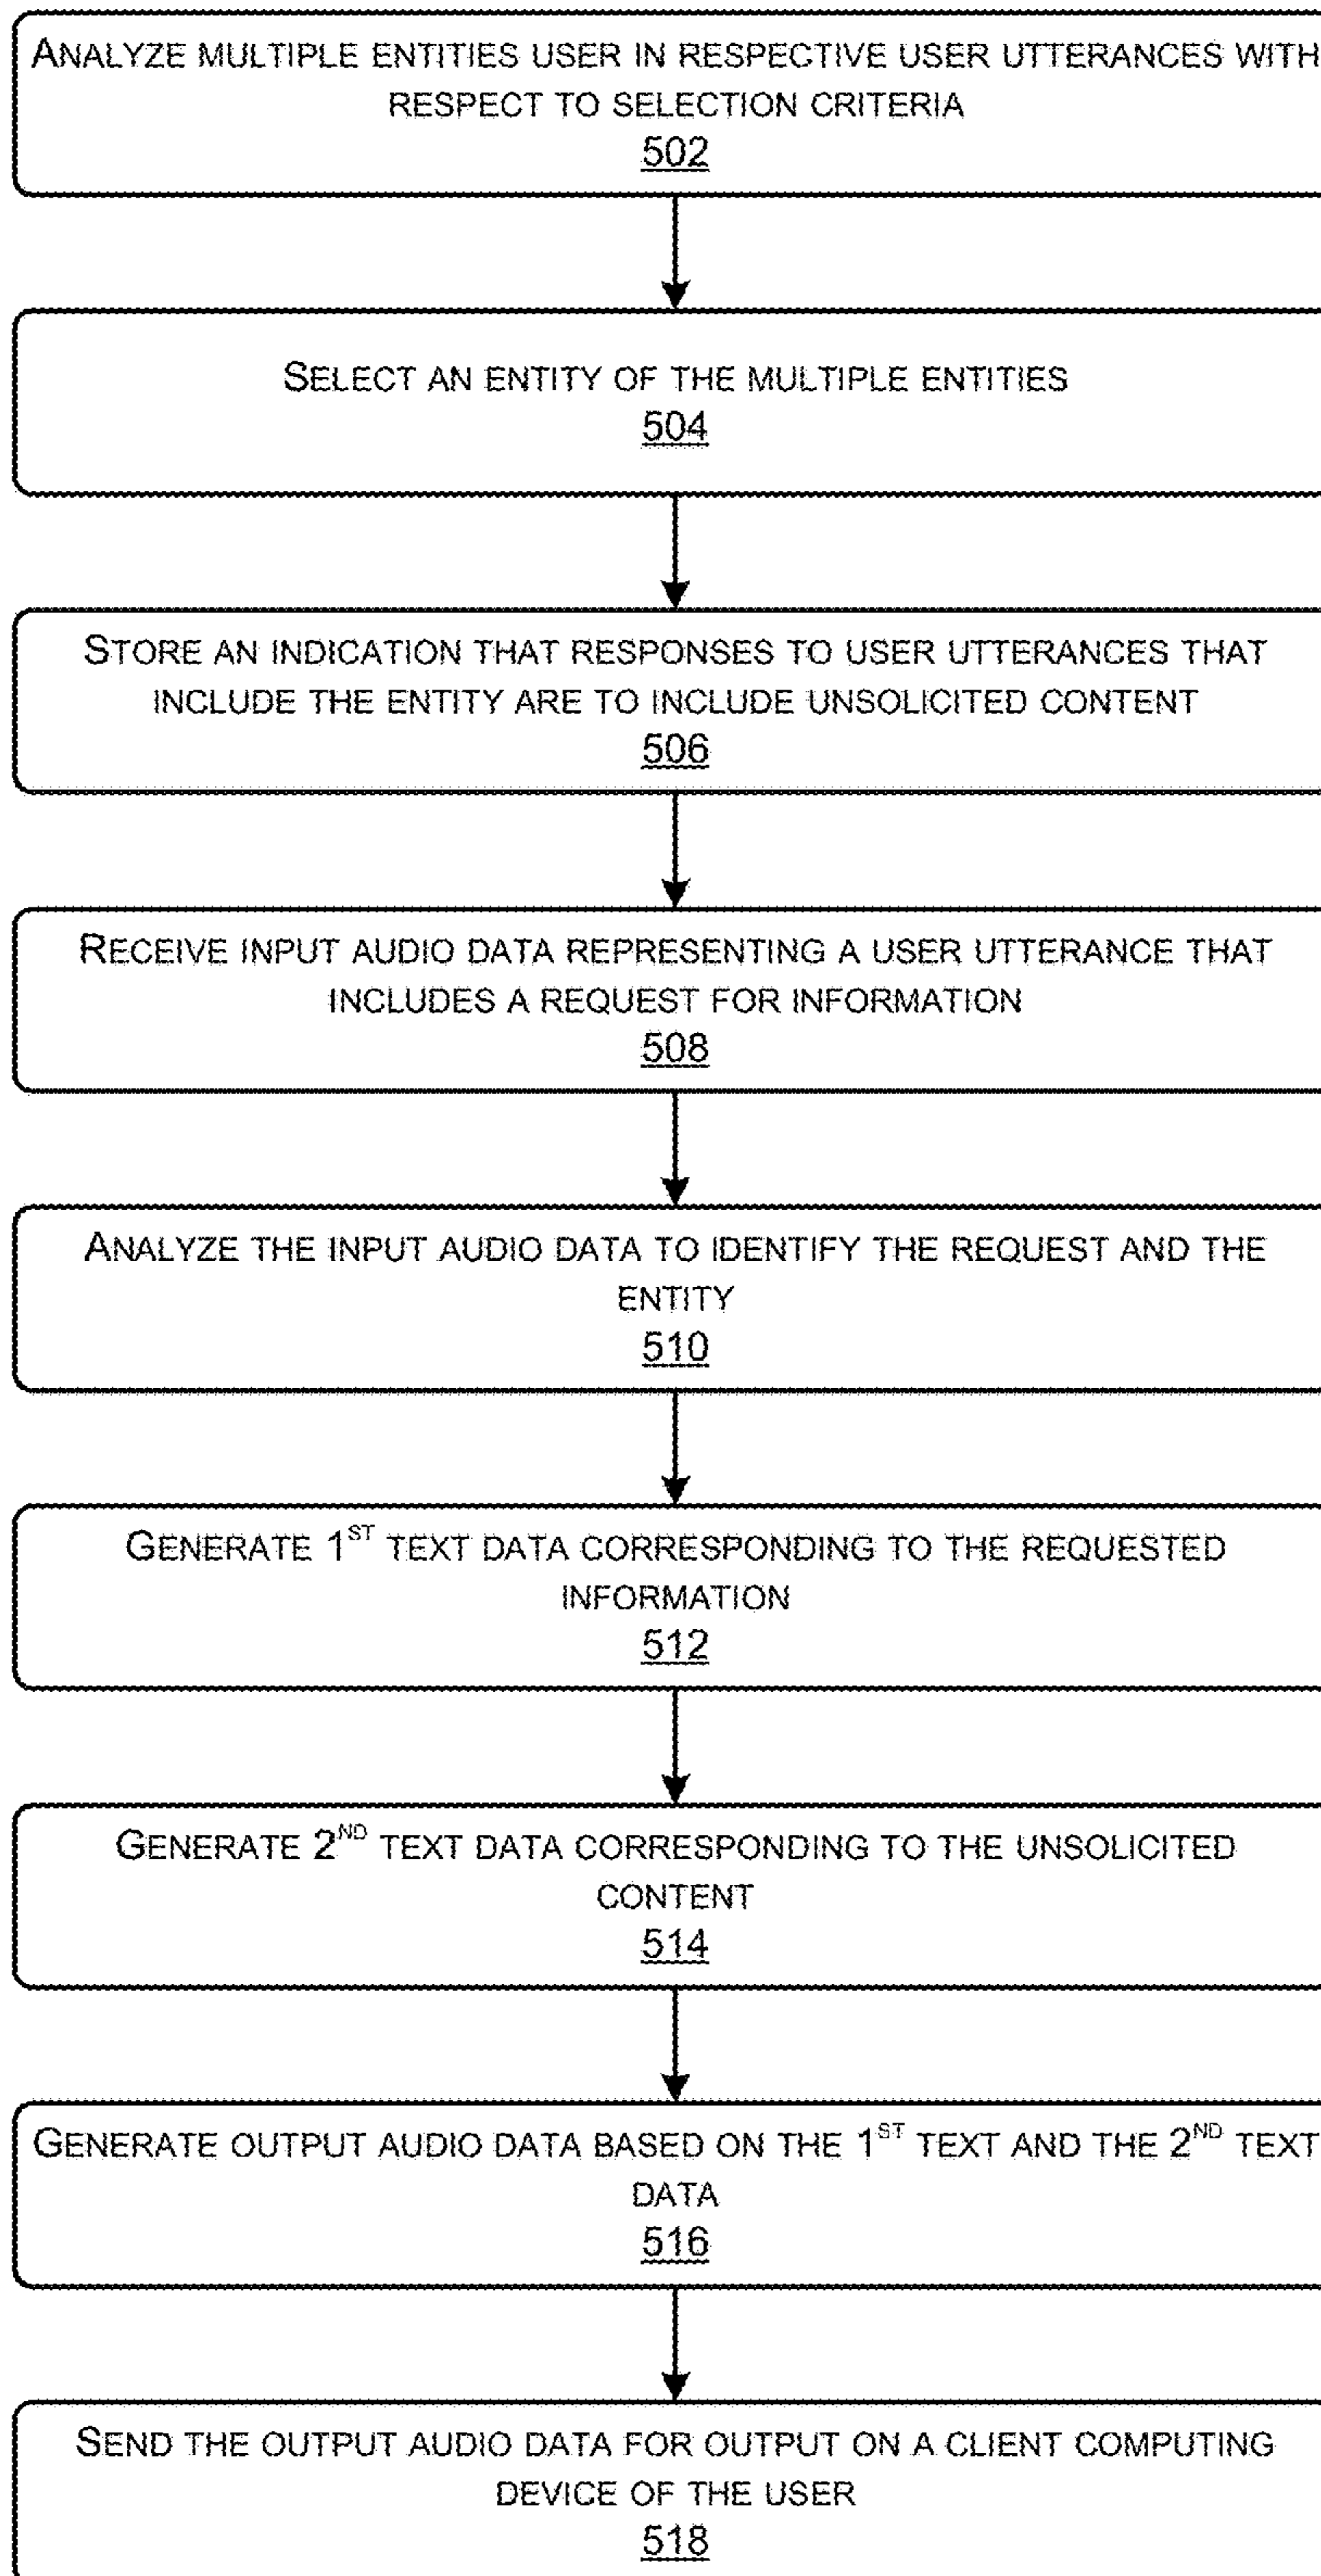 ANALYZE MULTIPLE ENTITIES USER IN RESPECTIVE USER UTTERANCES WITH
RESPECT TO SELECTION CRITERIA
502
SELECT AN ENTITY OF THE MULTIPLE ENTITIES
504
STORE AN INDICATION THAT RESPONSES TO USER UTTERANCES THAT
INCLUDE THE ENTITY ARE TO INCLUDE UNSOLICITED CONTENT
506
RECEIVE INPUT AUDIO DATA REPRESENTING A USER UTTERANCE THAT
INCLUDES A REQUEST FOR INFORMATION
508
ANALYZE THE INPUT AUDIO DATA TO IDENTIFY THE REQUEST AND THE
ENTITY
510
GENERATE 1ST TEXT DATA CORRESPONDING TO THE REQUESTED
INFORMATION
512
GENERATE 2ND TEXT DATA CORRESPONDING TO THE UNSOLICITED
CONTENT
514
GENERATE OUTPUT AUDIO DATA BASED ON THE 1ST TEXT AND THE 2ND TEXT
DATA
516
SEND THE OUTPUT AUDIO DATA FOR OUTPUT ON A CLIENT COMPUTING
DEVICE OF THE USER
518